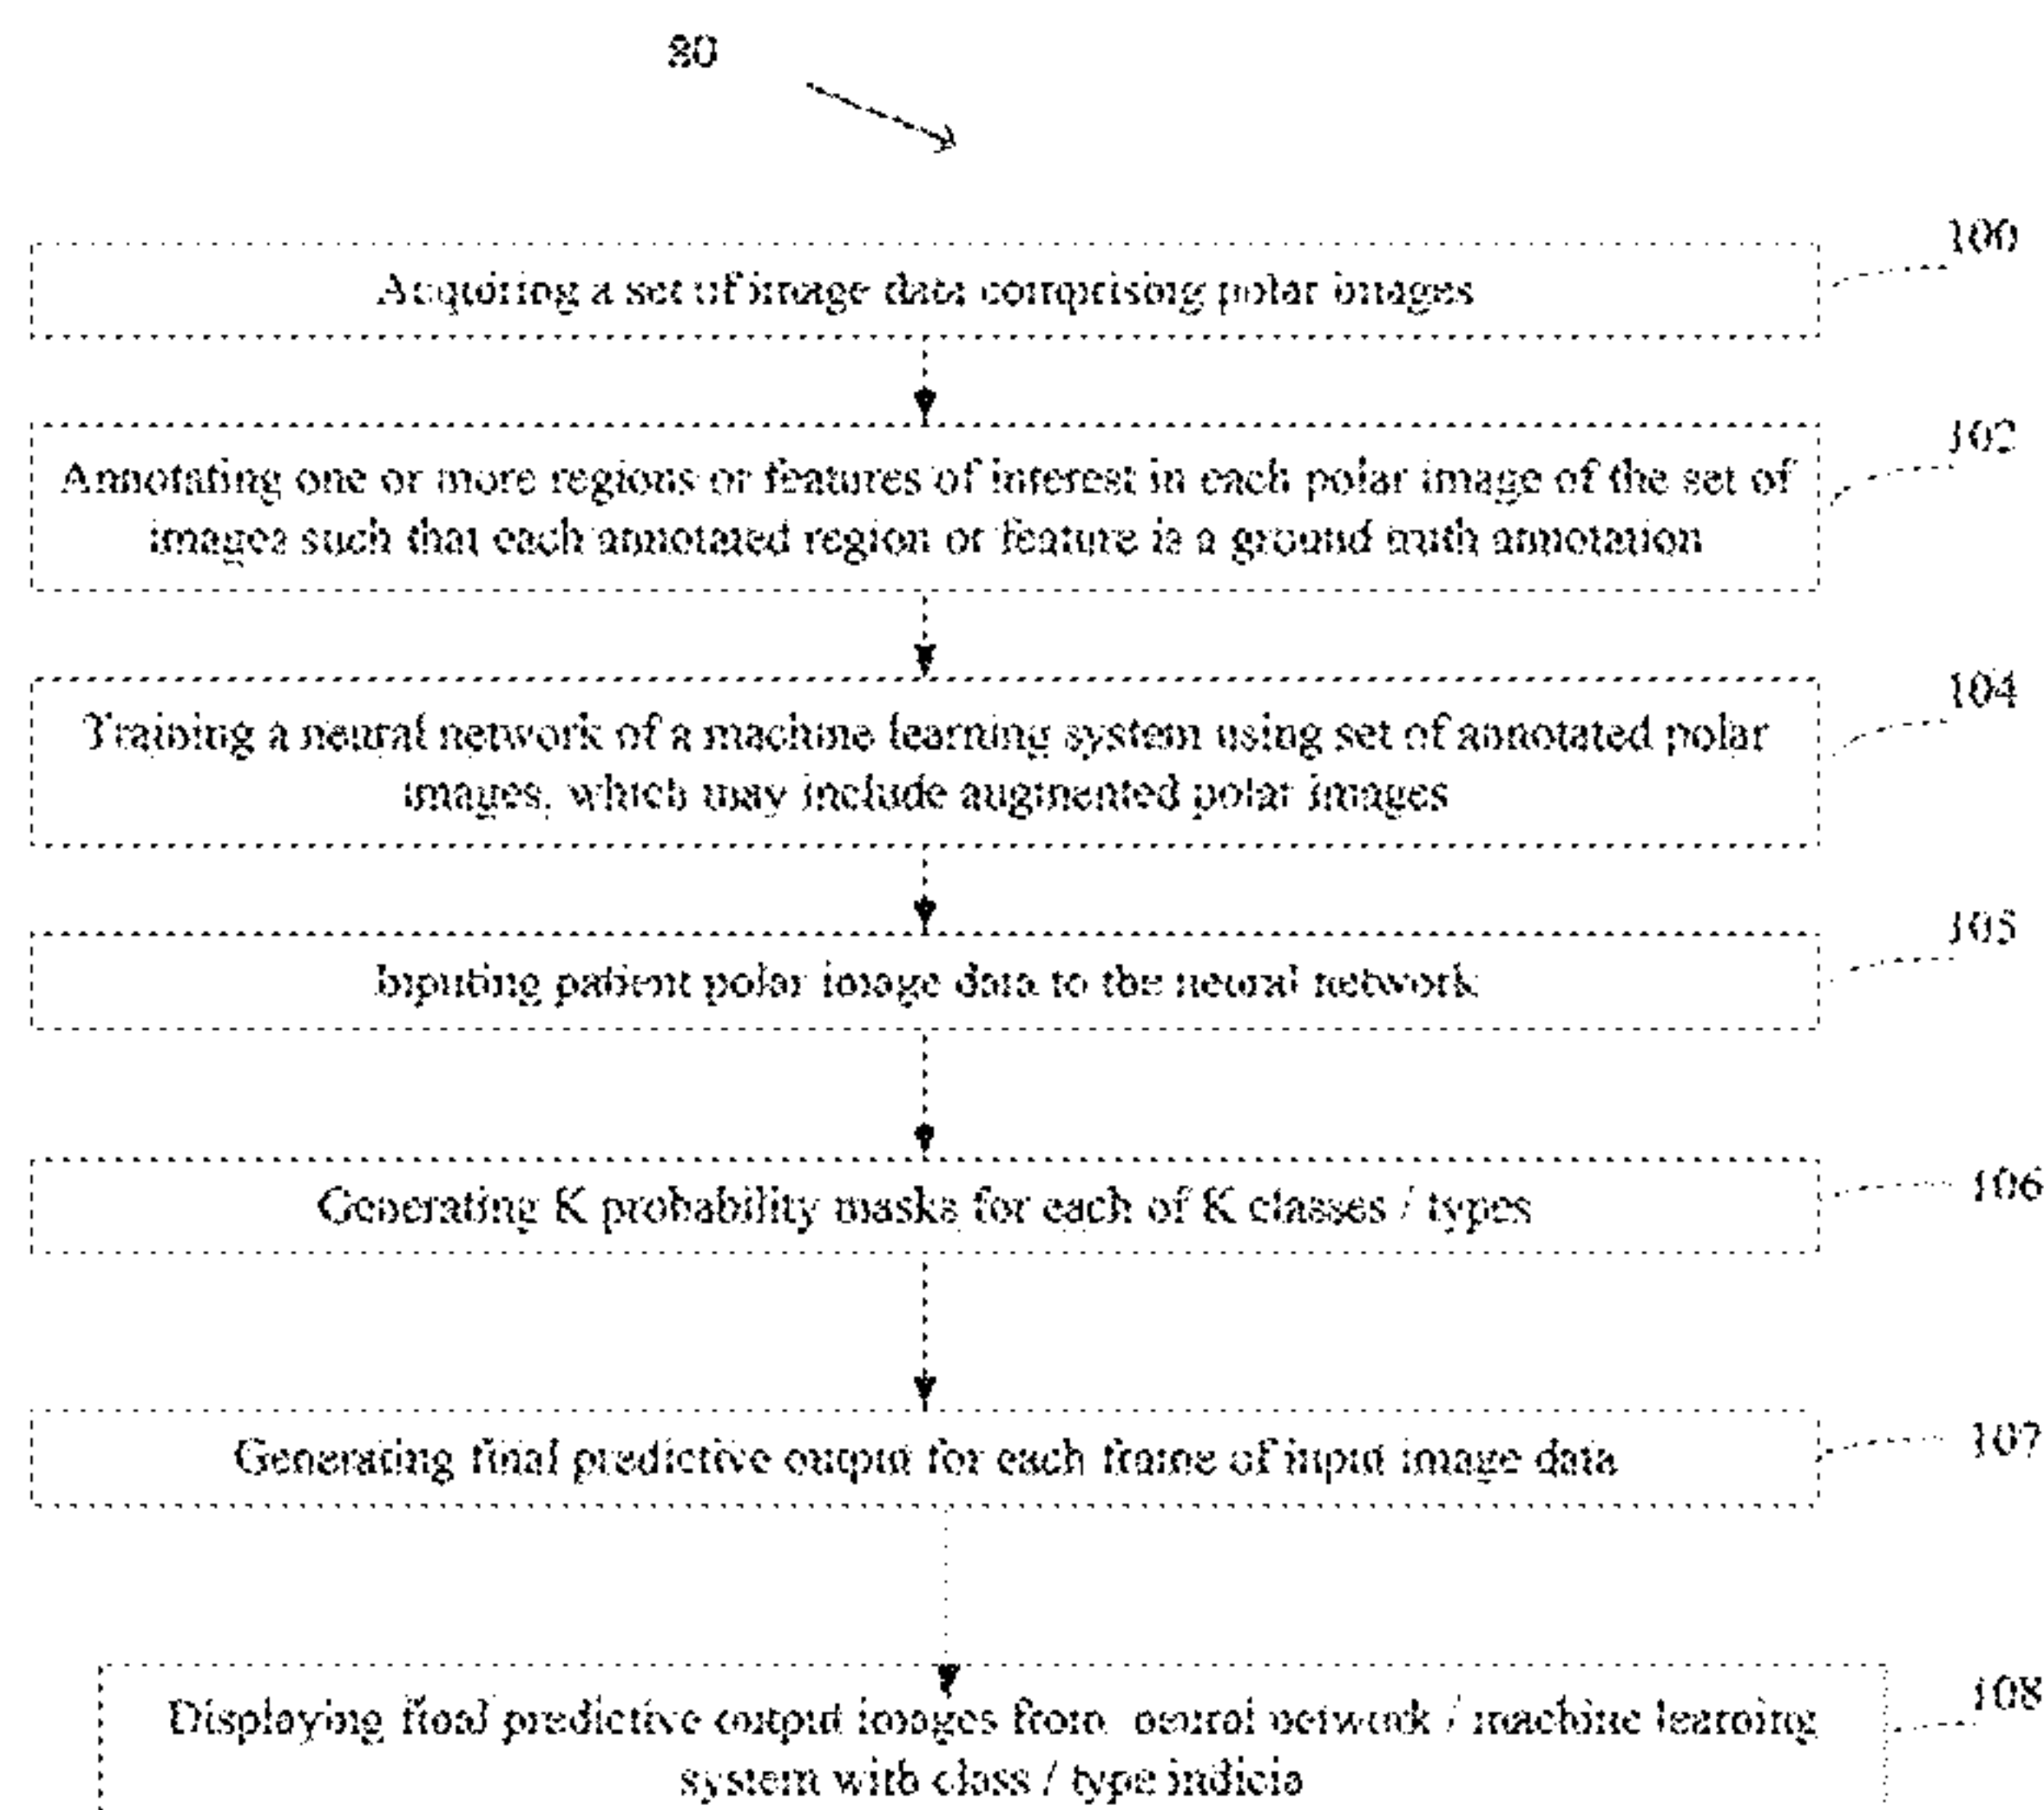 80
100
Acquiring a set of image data comprising polar images
102
Annotating one or more regions or features of interest in each polar image of the set of
images such that each annotated region or feature is a ground truth annotation
104
Training a neural network of a machine learning system using set of annotated polar
images, which may include augmented polar images
105
Inputing patient polar image data to the neural network
106
Generating K probability masks for each of K classes / types
107
Generating final predictive output for each frame of input image data
108
Displaying final predictive output images from neural network / machine learning
system with class / type indicia